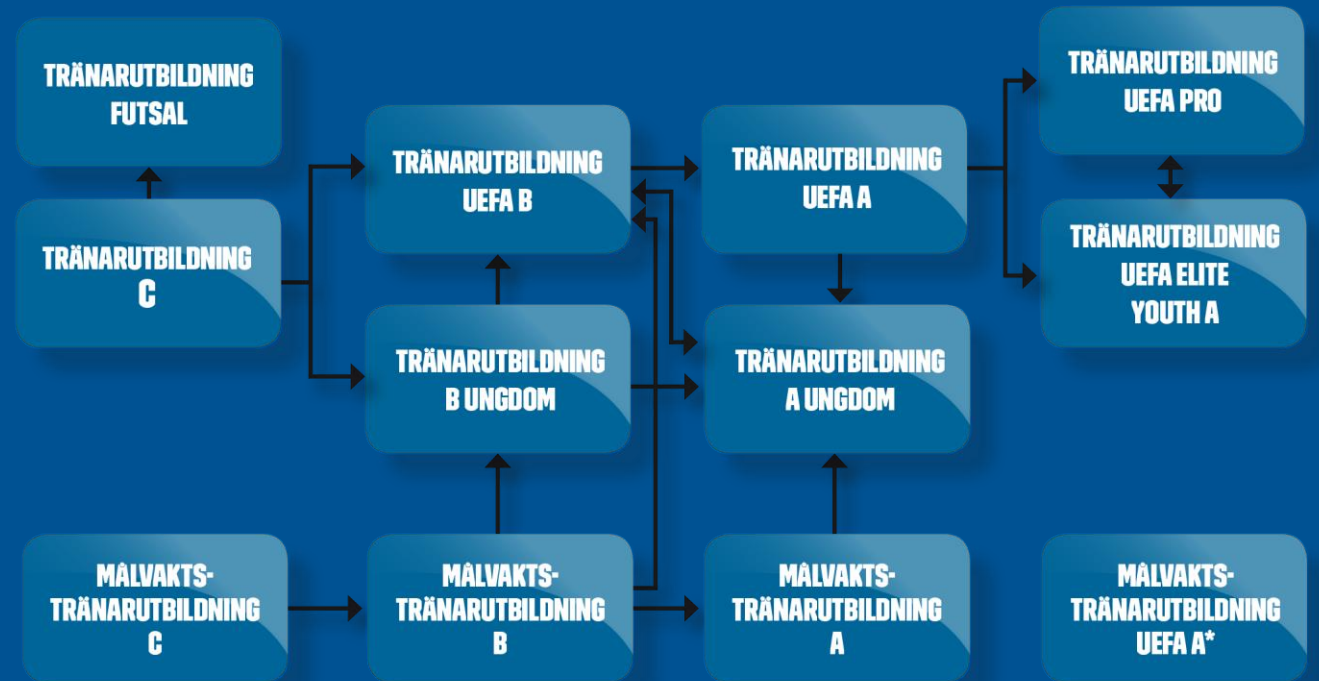 TRÄNARUTBILDNING
FUTSAL
TRÄNARUTBILDNING
C
TRÄNARUTBILDNING
UEFA B
TRÄNARUTBILDNING
B UNGDOM
TRÄNARUTBILDNING
UEFA A
TRÄNARUTBILDNING
A UNGDOM
TRÄNARUTBILDNING
UEFA PRO
TRÄNARUTBILDNING
UEFA ELITE
YOUTH A
MÅLVAKTS-
TRÄNARUTBILDNING
C
MÅLVAKTS-
TRÄNARUTBILDNING
B
MÅLVAKTS-
TRÄNARUTBILDNING
A
MÅLVAKTS-
TRÄNARUTBILDNING
UEFA A*